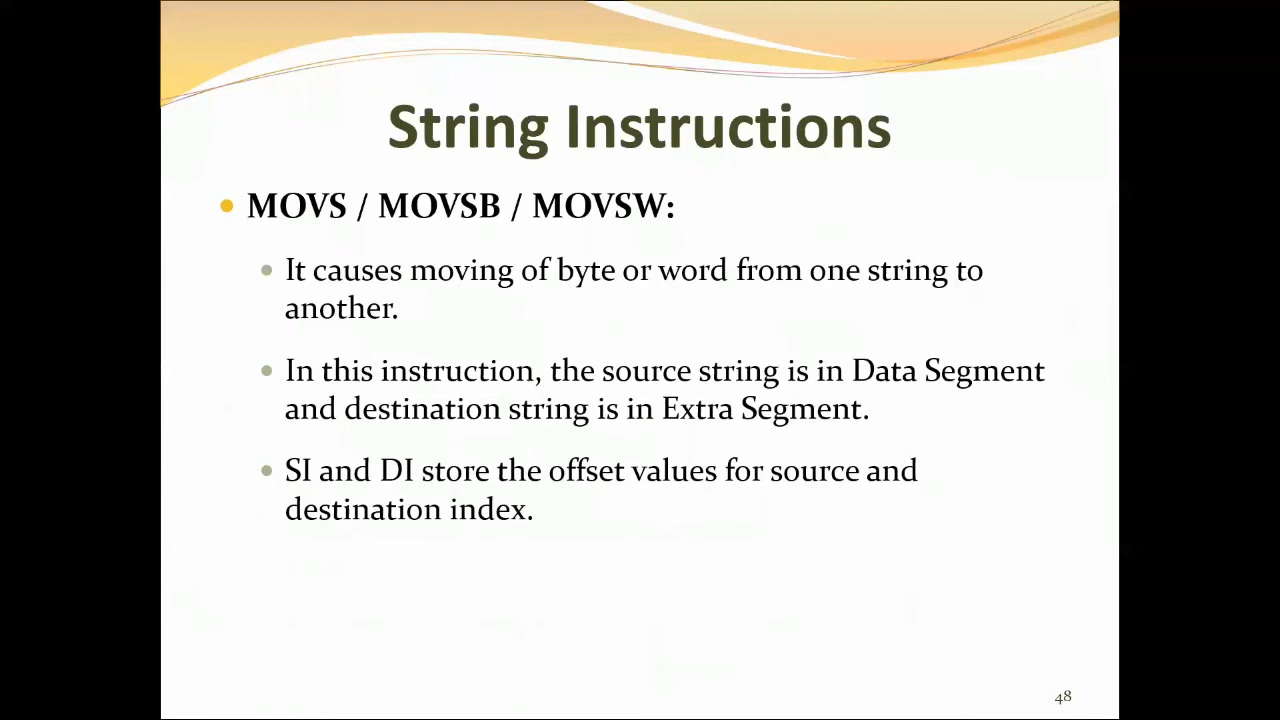 String Instructions
MOVS / MOVSB / MOVSW:
It causes moving of byte or word from one string to
another.
In this instruction, the source string is in Data Segment
and destination string is in Extra Segment.
SI and DI store the offset values for source and
destination index.
48